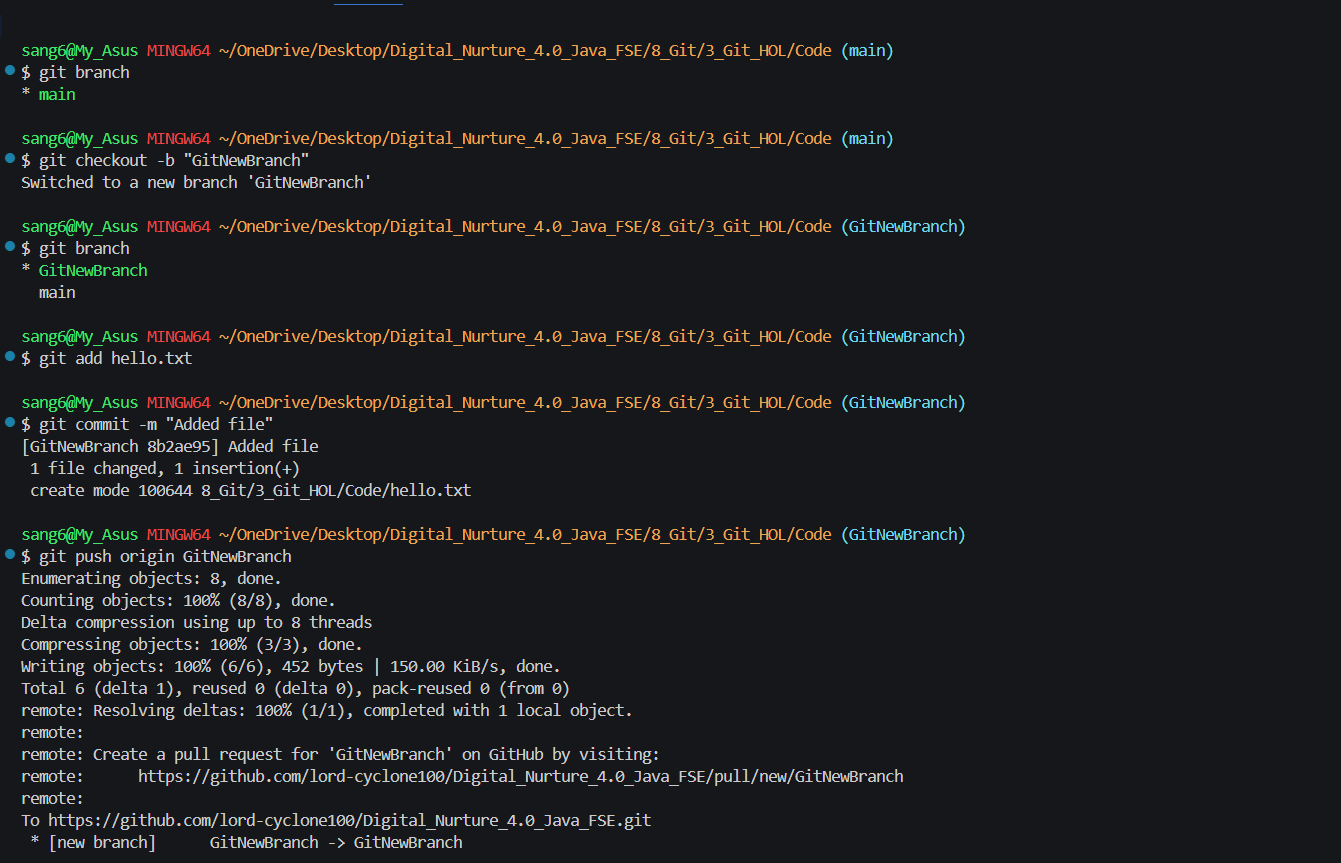 sang6@My_Asus MINGW64 ~/OneDrive/Desktop/Digital_Nurture_4.0_Java_FSE/8_Git/3_Git_HOL/Code (main)
$ git branch
* main
sang6@My_Asus MINGW64 ~/OneDrive/Desktop/Digital_Nurture_4.0_Java_FSE/8_Git/3_Git_HOL/Code (main)
$ git checkout -b "GitNewBranch"
Switched to a new branch 'GitNewBranch'
sang6@My_Asus MINGW64 ~/OneDrive/Desktop/Digital_Nurture_4.0_Java_FSE/8_Git/3_Git_HOL/Code (GitNewBranch)
$ git branch
* GitNewBranch
  main
sang6@My_Asus MINGW64 ~/OneDrive/Desktop/Digital_Nurture_4.0_Java_FSE/8_Git/3_Git_HOL/Code (GitNewBranch)
$ git add hello.txt
sang6@My_Asus MINGW64 ~/OneDrive/Desktop/Digital_Nurture_4.0_Java_FSE/8_Git/3_Git_HOL/Code (GitNewBranch)
$ git commit -m "Added file"
[GitNewBranch 8b2ae95] Added file
 1 file changed, 1 insertion(+)
 create mode 100644 8_Git/3_Git_HOL/Code/hello.txt
sang6@My_Asus MINGW64 ~/OneDrive/Desktop/Digital_Nurture_4.0_Java_FSE/8_Git/3_Git_HOL/Code (GitNewBranch)
$ git push origin GitNewBranch
Enumerating objects: 8, done.
Counting objects: 100% (8/8), done.
Delta compression using up to 8 threads
Compressing objects: 100% (3/3), done.
Writing objects: 100% (6/6), 452 bytes | 150.00 KiB/s, done.
Total 6 (delta 1), reused 0 (delta 0), pack-reused 0 (from 0)
remote: Resolving deltas: 100% (1/1), completed with 1 local object.
remote:
remote: Create a pull request for 'GitNewBranch' on GitHub by visiting:
remote:      https://github.com/lord-cyclone100/Digital_Nurture_4.0_Java_FSE/pull/new/GitNewBranch
remote:
To https://github.com/lord-cyclone100/Digital_Nurture_4.0_Java_FSE.git
 * [new branch]      GitNewBranch -> GitNewBranch